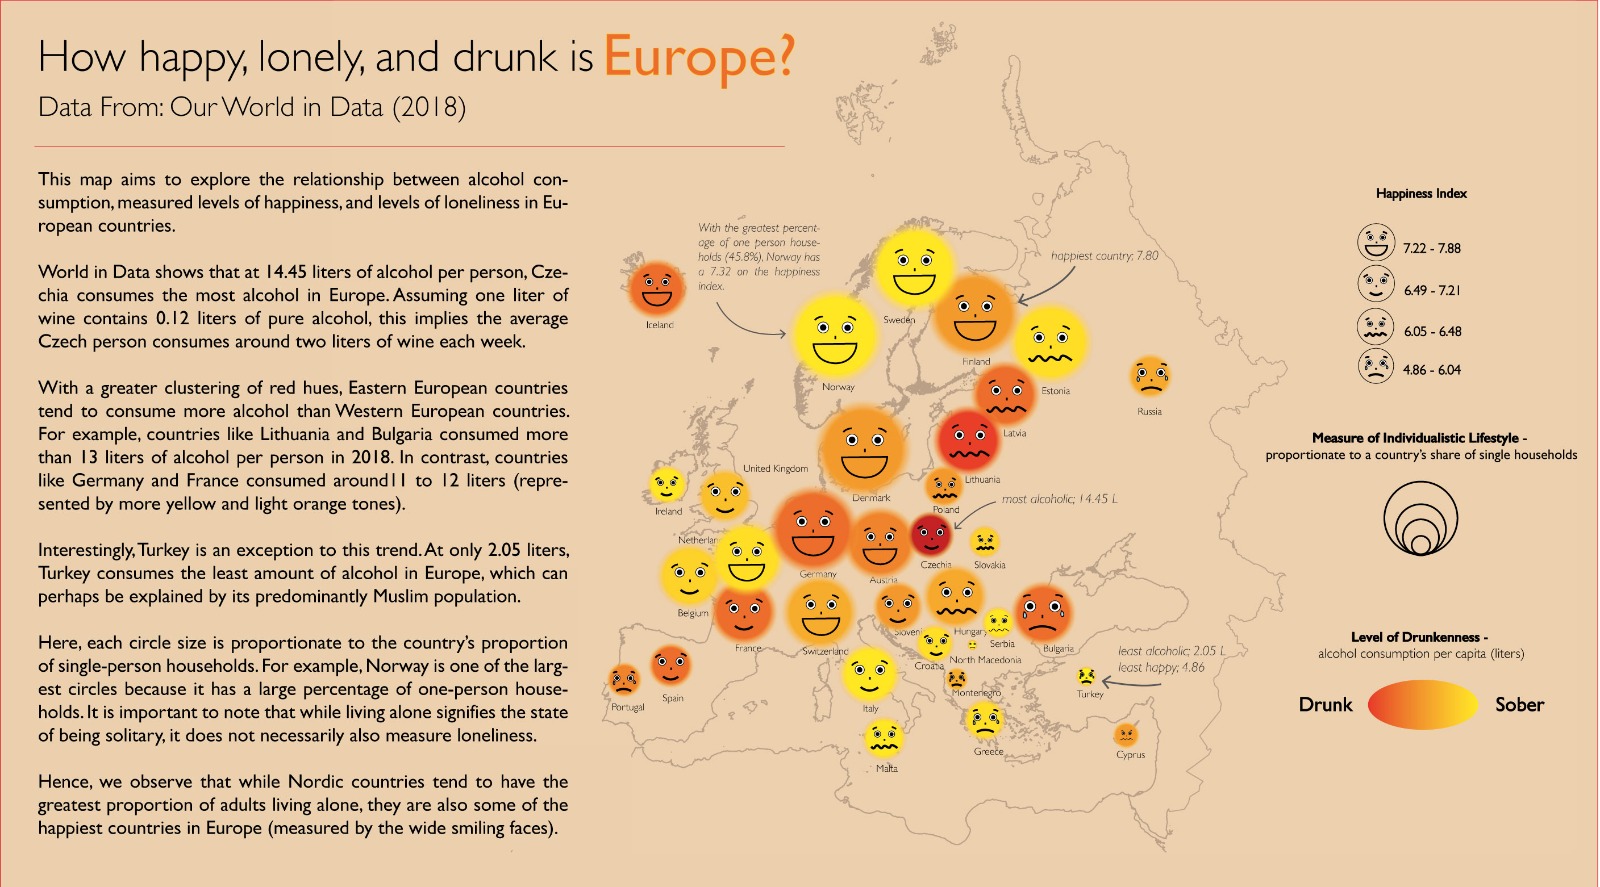 How happy, lonely, and drunk is Europe?
Data From: Our World in Data (2018)
This map aims to explore the relationship between alcohol con-
sumption, measured levels of happiness, and levels of loneliness in Eu-
ropean countries.
World in Data shows that at 14.45 liters of alcohol per person, Cze-
chia consumes the most alcohol in Europe. Assuming one liter of
wine contains 0.12 liters of pure alcohol, this implies the average
Czech person consumes around two liters of wine each week.
With a greater clustering of red hues, Eastern European countries
tend to consume more alcohol than Western European countries.
For example, countries like Lithuania and Bulgaria consumed more
than 13 liters of alcohol per person in 2018. In contrast, countries
like Germany and France consumed around11 to 12 liters (repre-
sented by more yellow and light orange tones).
Interestingly, Turkey is an exception to this trend. At only 2.05 liters,
Turkey consumes the least amount of alcohol in Europe, which can
perhaps be explained by its predominantly Muslim population.
Here, each circle size is proportionate to the country's proportion
of single-person households. For example, Norway is one of the larg-
est circles because it has a large percentage of one-person house-
holds. It is important to note that while living alone signifies the state
of being solitary, it does not necessarily also measure loneliness.
Hence, we observe that while Nordic countries tend to have the
greatest proportion of adults living alone, they are also some of the
happiest countries in Europe (measured by the wide smiling faces).
With the greatest percent-
age of one person house-
holds (45.8%), Norway has
a 7.32 on the happiness
index.
happiest country; 7.80
Iceland
Sweden
Finland
Norway
Estonia
Russia
Latvia
United Kingdom
Lithuania
Denmark
most alcoholic; 14.45 L
Ireland
Poland
Netherlan
Czechia
Slovakia
Germany
Austria
Belgium
Sloveni
Hungary
Serbia
France
Switzerland
Bulgaria
Croatia
North Macedonia
least alcoholic; 2.05 L
least happy; 4.86
Spain
Montenegro
Turkey
Portugal
Italy
Greece
Cyprus
Malta
Happiness Index
7.22 - 7.88
6.49 - 7.21
6.05 - 6.48
4.86 - 6.04
Measure of Individualistic Lifestyle -
proportionate to a country's share of single households
Level of Drunkenness -
alcohol consumption per capita (liters)
Drunk
Sober